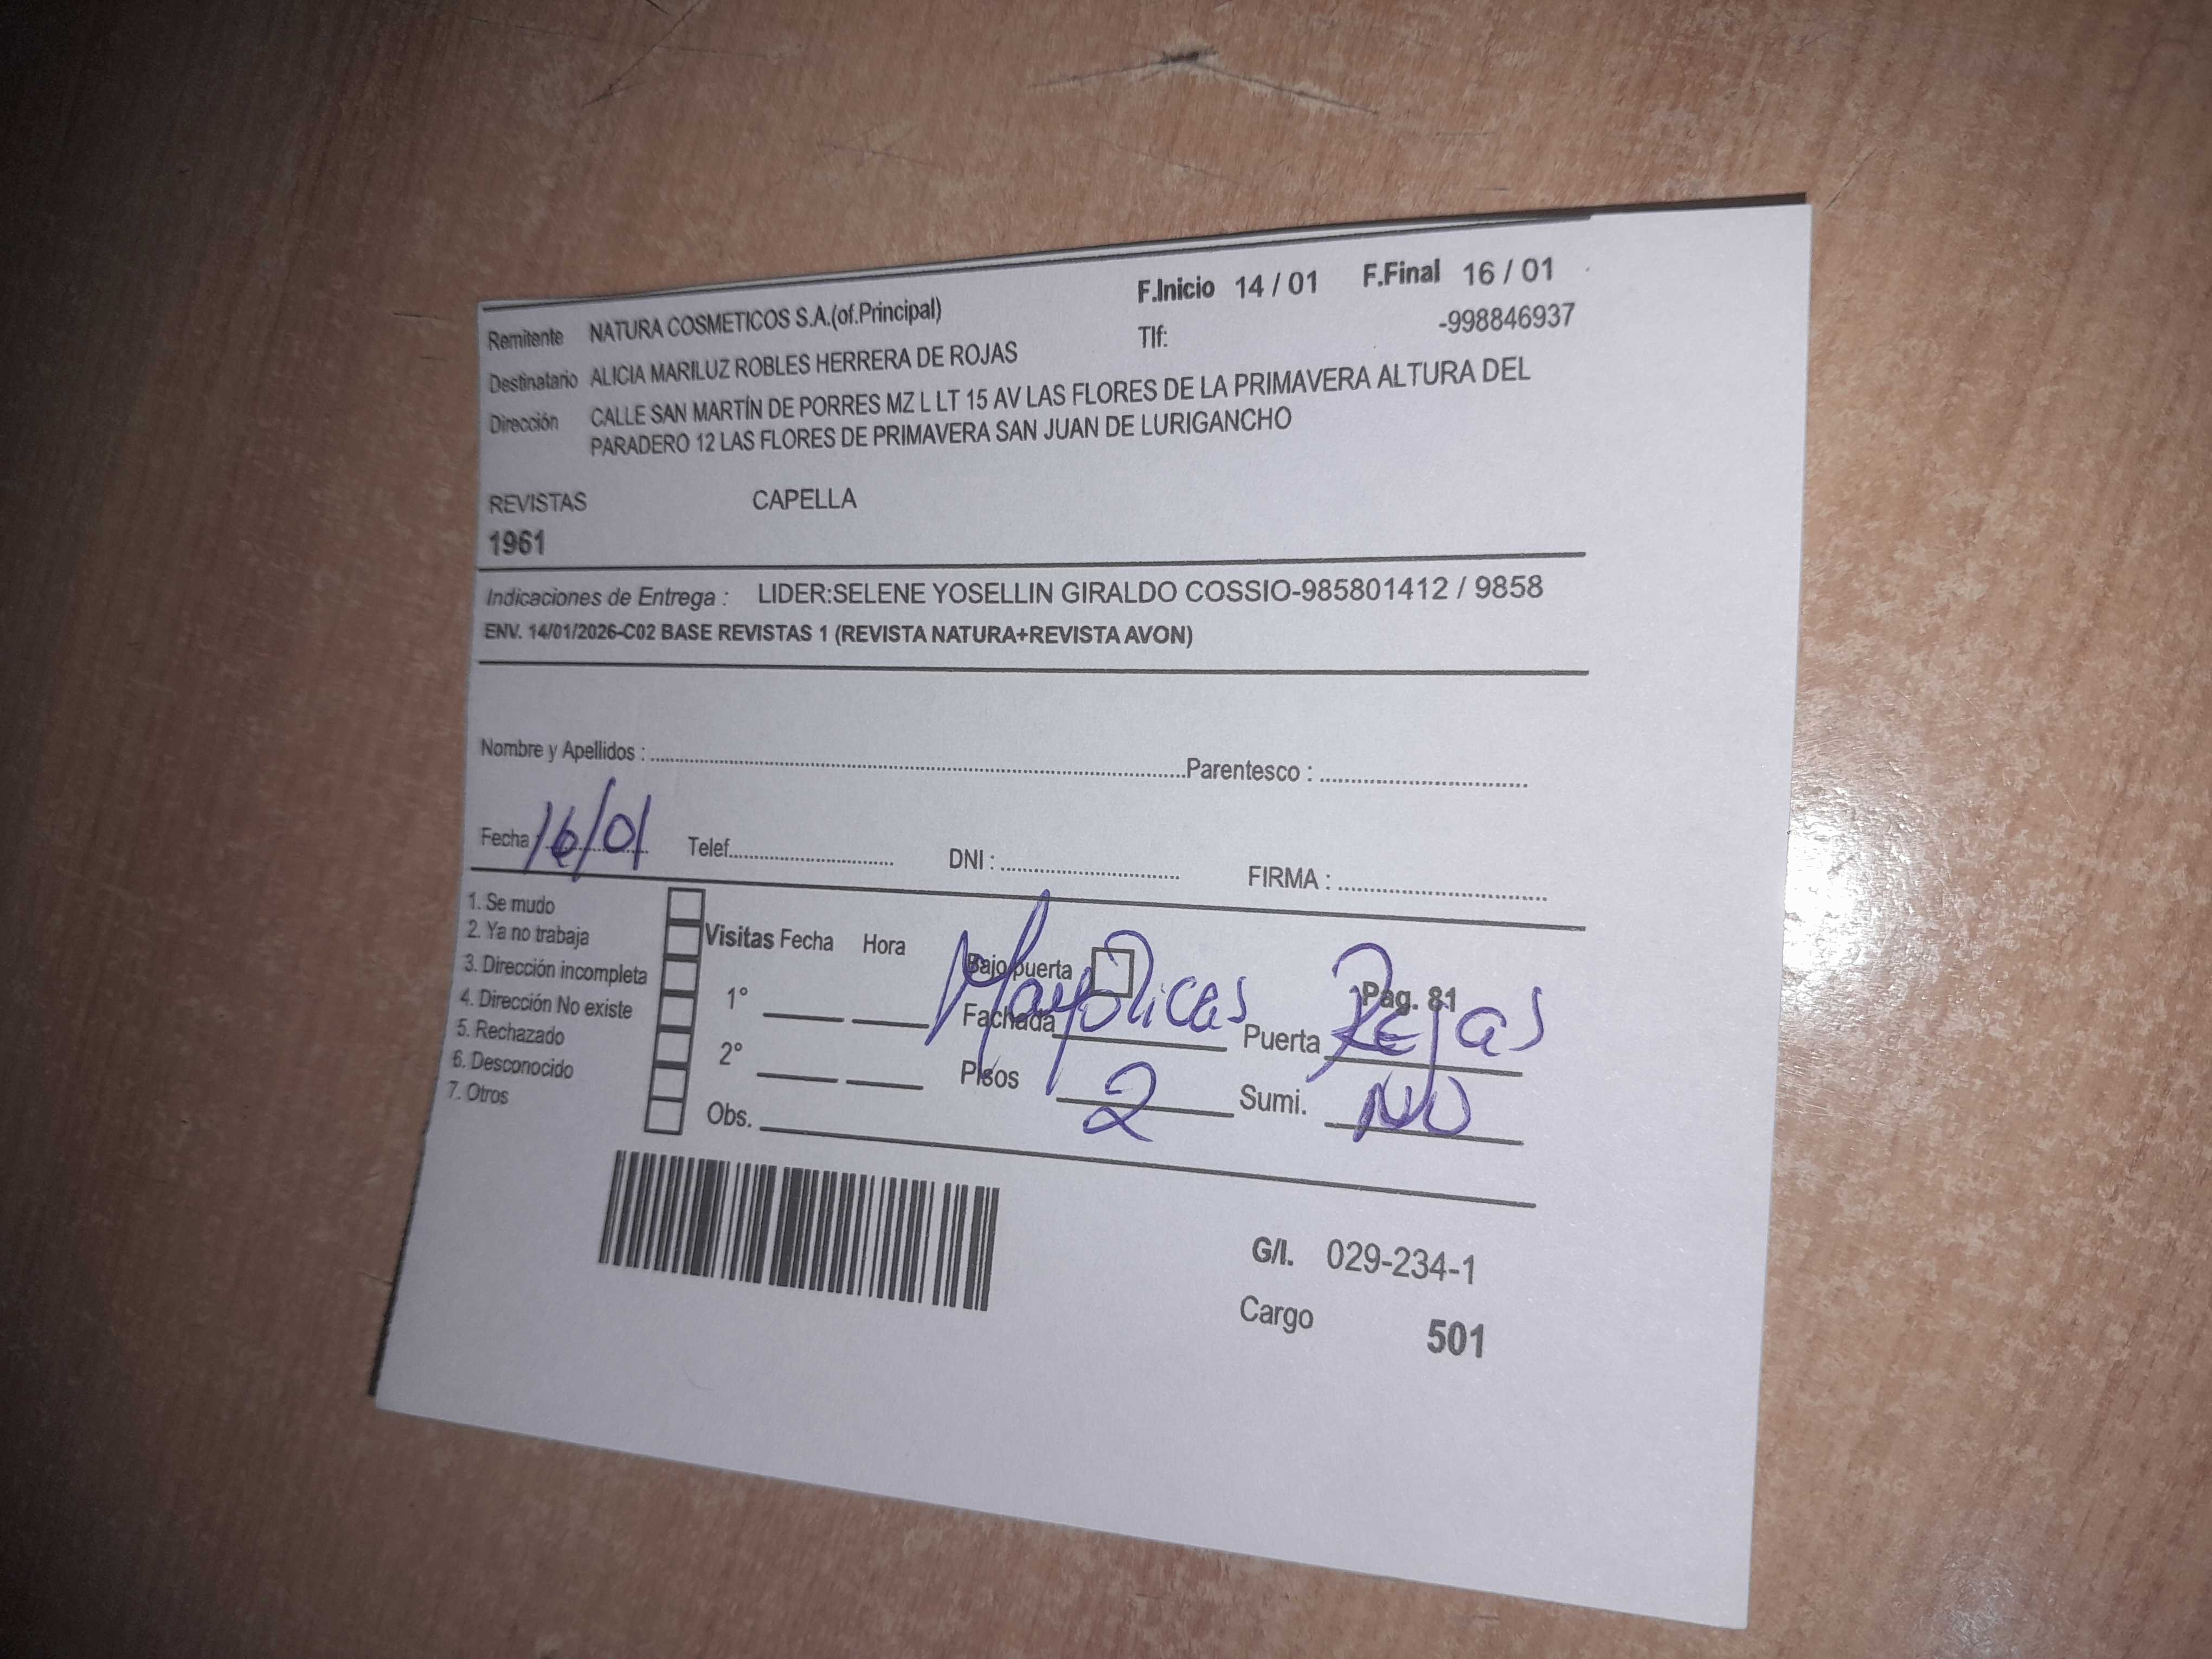 F.Inicio 14 / 01 F.Final 16 / 01
Remitente NATURA COSMETICOS S.A.(of.Principal)
Tlf: -998846937
Destinatario ALICIA MARILUZ ROBLES HERRERA DE ROJAS
Dirección CALLE SAN MARTÍN DE PORRES MZ L LT 15 AV LAS FLORES DE LA PRIMAVERA ALTURA DEL
PARADERO 12 LAS FLORES DE PRIMAVERA SAN JUAN DE LURIGANCHO
REVISTAS CAPELLA
1961
Indicaciones de Entrega : LIDER:SELENE YOSELLIN GIRALDO COSSIO-985801412 / 9858
ENV. 14/01/2026-C02 BASE REVISTAS 1 (REVISTA NATURA+REVISTA AVON)
Nombre y Apellidos : Parentesco :
Fecha 16/01 Telef. DNI : FIRMA :
1. Se mudo
2. Ya no trabaja
3. Dirección incompleta
4. Dirección No existe
5. Rechazado
6. Desconocido
7. Otros
Visitas Fecha Hora
1°
2°
Obs.
Bajo puerta
Pag. 81
Fachada Mayolicas Puerta Rejas
Pisos 2 Sumi. NO
G/I. 029-234-1
Cargo 501